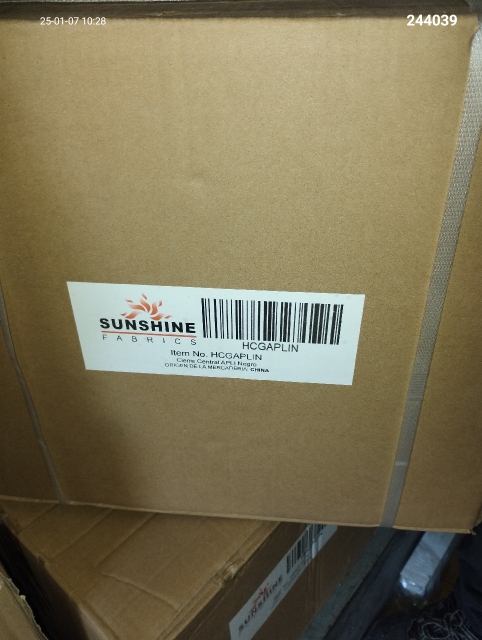 25-01-07 10:28
244039
SUNSHINE
FABRICS
HCGAPLIN
Item No. HCGAPLIN
Cierre Central APLI Negro
ORIGEN DE LA MERCADERIA: CHINA
SUNSHINE